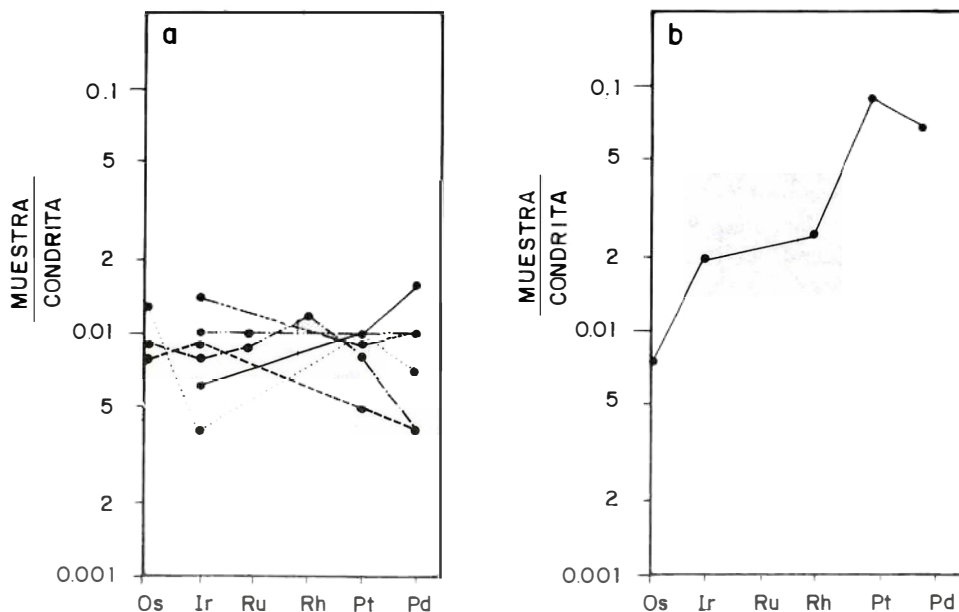 a
0.1
5
2
0.01
5
2
0.001
MUESTRA
CONDRITA
Os Ir Ru Rh Pt Pd
b
0.1
5
2
0.01
5
2
0.001
MUESTRA
CONDRITA
Os Ir Ru Rh Pt Pd